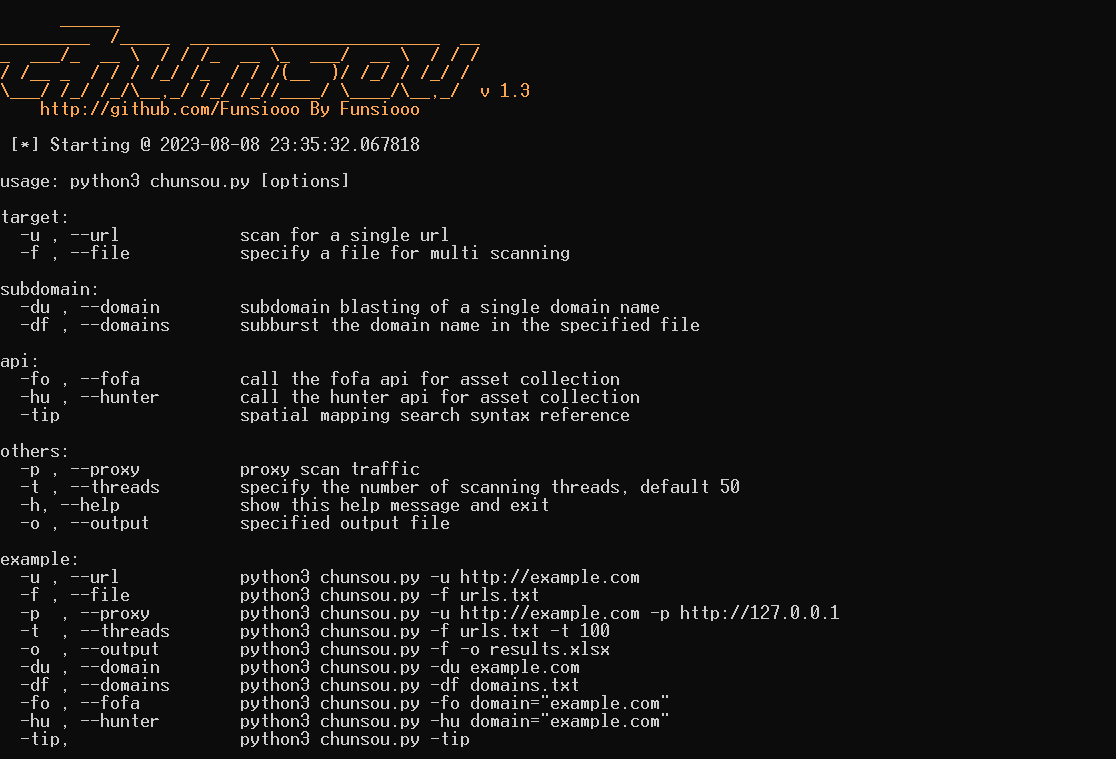 chunsou v 1.3
http://github.com/Funsiooo By Funsiooo
[*] Starting @ 2023-08-08 23:35:32.067818
usage: python3 chunsou.py [options]
target:
-u , --url scan for a single url
-f , --file specify a file for multi scanning
subdomain:
-du , --domain subdomain blasting of a single domain name
-df , --domains subburst the domain name in the specified file
api:
-fo , --fofa call the fofa api for asset collection
-hu , --hunter call the hunter api for asset collection
-tip spatial mapping search syntax reference
others:
-p , --proxy proxy scan traffic
-t , --threads specify the number of scanning threads, default 50
-h, --help show this help message and exit
-o , --output specified output file
example:
-u , --url python3 chunsou.py -u http://example.com
-f , --file python3 chunsou.py -f urls.txt
-p , --proxy python3 chunsou.py -u http://example.com -p http://127.0.0.1
-t , --threads python3 chunsou.py -f urls.txt -t 100
-o , --output python3 chunsou.py -f -o results.xlsx
-du , --domain python3 chunsou.py -du example.com
-df , --domains python3 chunsou.py -df domains.txt
-fo , --fofa python3 chunsou.py -fo domain="example.com"
-hu , --hunter python3 chunsou.py -hu domain="example.com"
-tip, python3 chunsou.py -tip